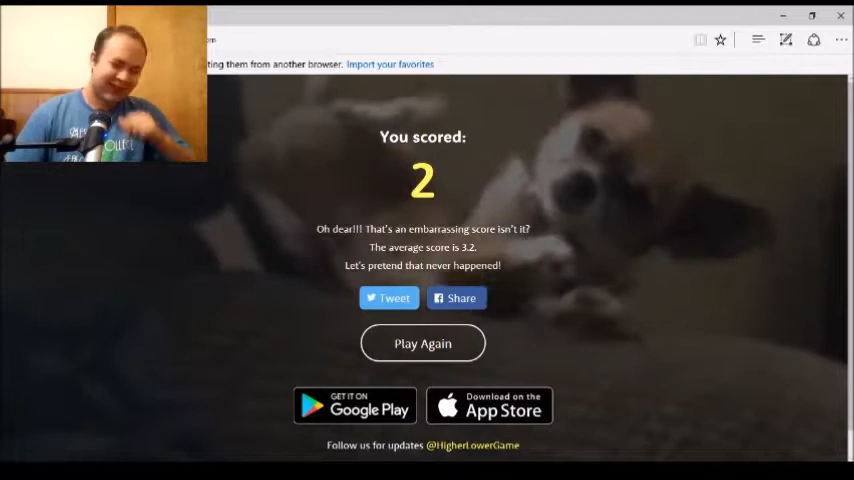 ting them from another browser. Import your favorites
You scored:
2
Oh dear!!! That's an embarrassing score isn't it?
The average score is 3.2.
Let's pretend that never happened!
Tweet
Share
Play Again
GET IT ON
Google Play
Download on the
App Store
Follow us for updates @HigherLowerGame